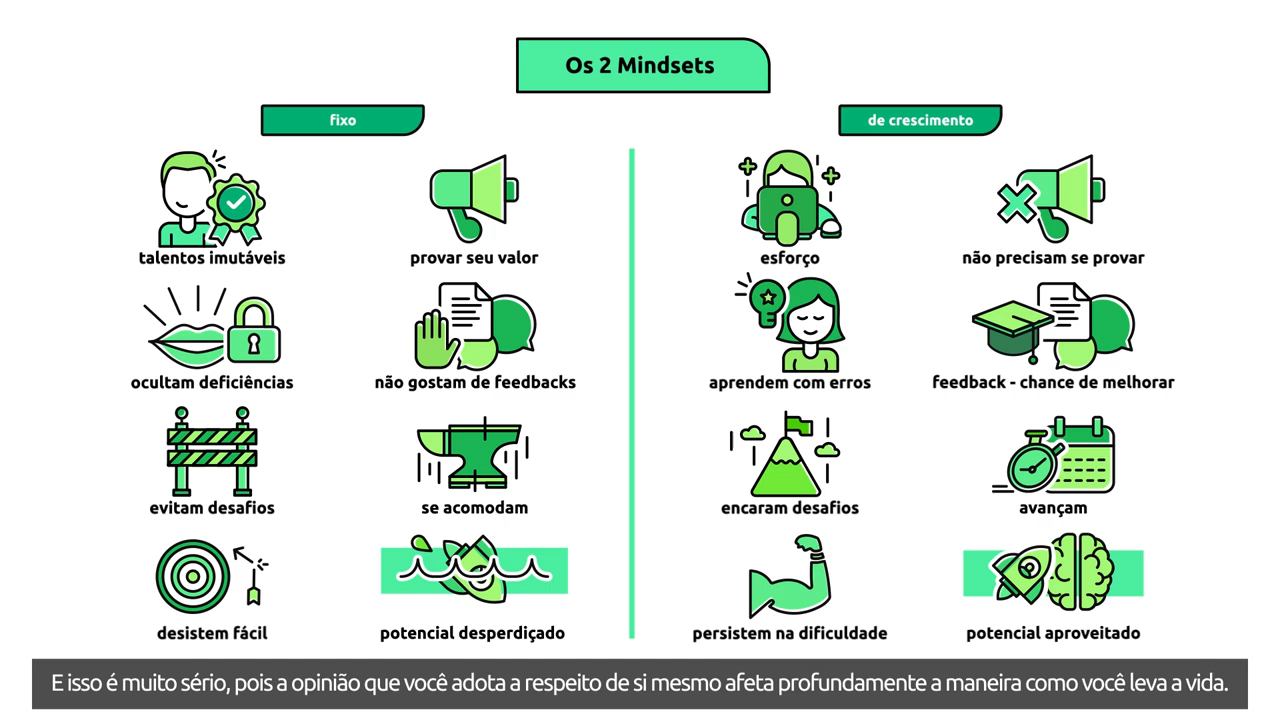 Os 2 Mindsets
fixo
talentos imutáveis
provar seu valor
ocultam deficiências
não gostam de feedbacks
evitam desafios
se acomodam
desistem fácil
potencial desperdiçado
de crescimento
esforço
não precisam se provar
aprendem com erros
feedback - chance de melhorar
encaram desafios
avançam
persistem na dificuldade
potencial aproveitado
E isso é muito sério, pois a opinião que você adota a respeito de si mesmo afeta profundamente a maneira como você leva a vida.